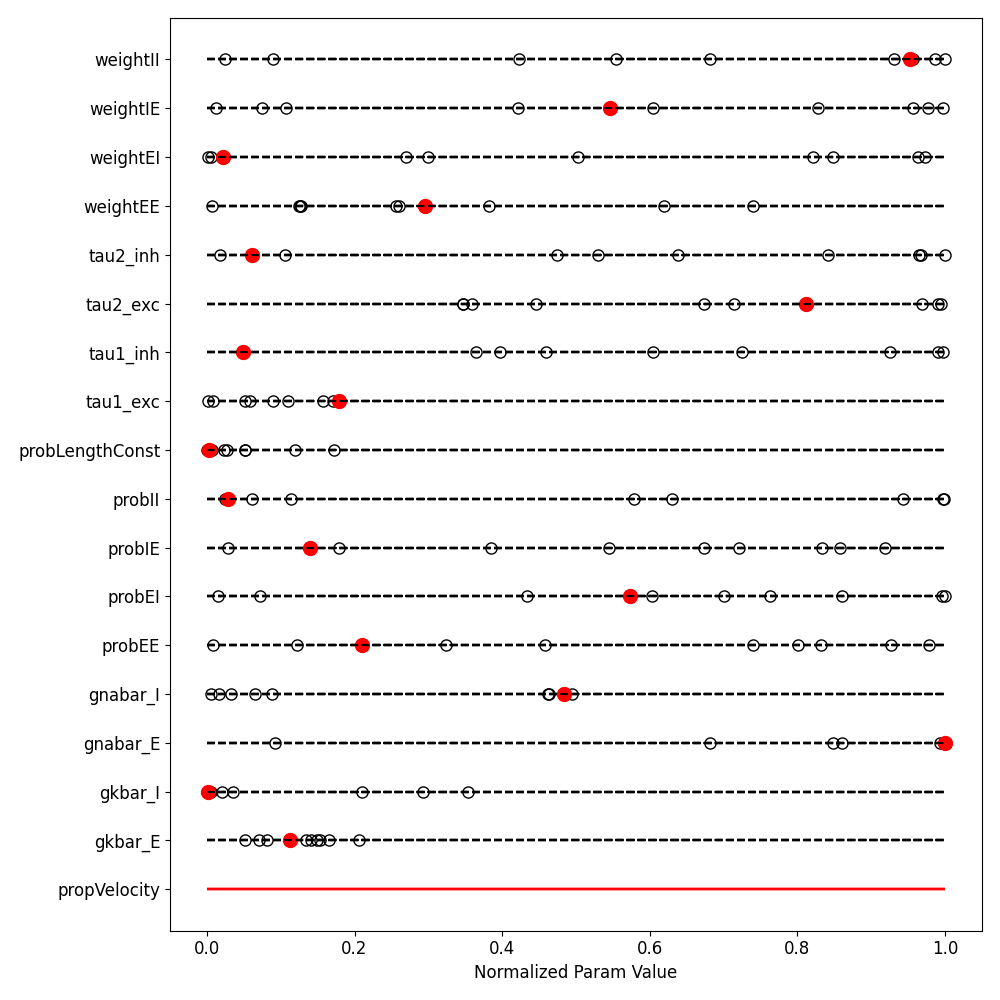 weightII
weightIE
weightEI
weightEE
tau2_inh
tau2_exc
tau1_inh
tau1_exc
probLengthConst
probII
probIE
probEI
probEE
gnabar_I
gnabar_E
gkbar_I
gkbar_E
propVelocity
0.0 0.2 0.4 0.6 0.8 1.0
Normalized Param Value